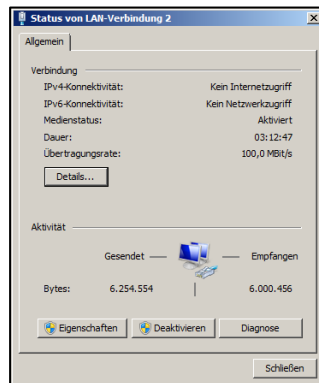 Status von LAN-Verbindung 2
Allgemein
Verbindung
IPv4-Konnektivität: Kein Internetzugriff
IPv6-Konnektivität: Kein Netzwerkzugriff
Medienstatus: Aktiviert
Dauer: 03:12:47
Übertragungsrate: 100,0 MBit/s
Details...
Aktivität
Gesendet Empfangen
Bytes: 6.254.554 6.000.456
Eigenschaften Deaktivieren Diagnose
Schließen